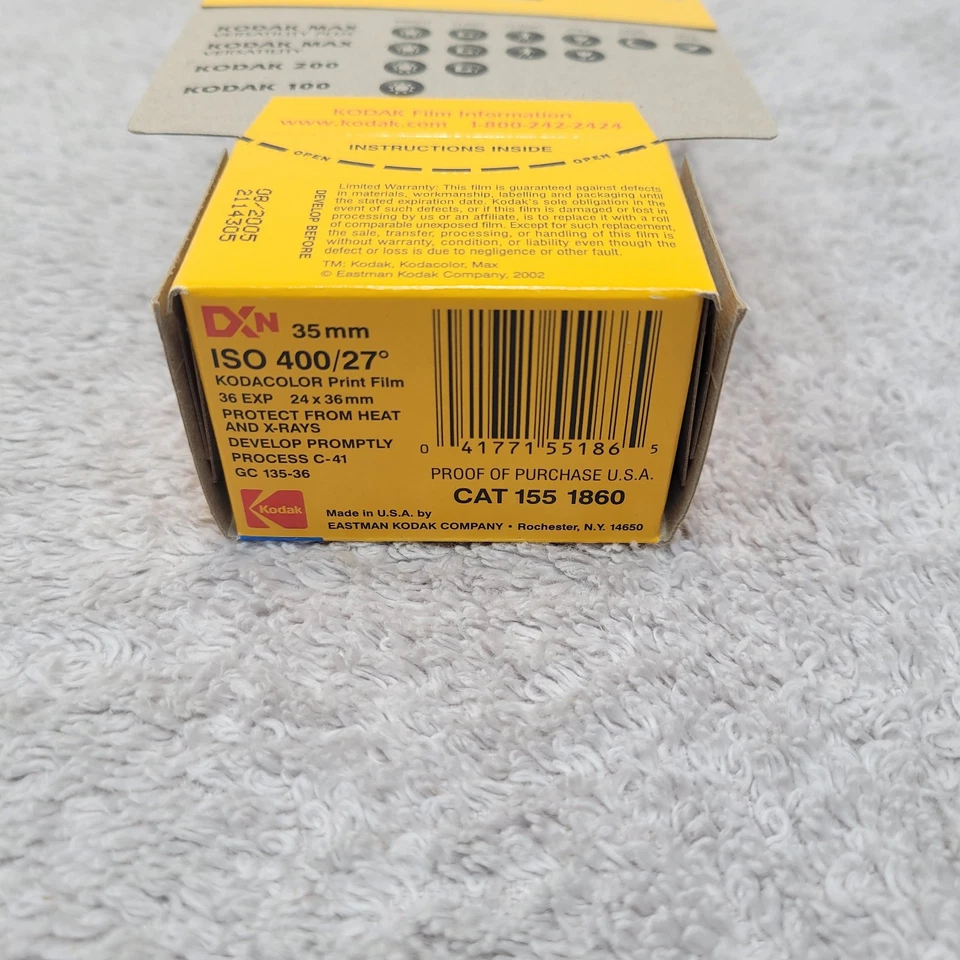 KODAK MAX
VERSATILITY PLUS
KODAK MAX
VERSATILITY
KODAK 200
KODAK 100
KODAK Film Information
www.kodak.com 1-800-242-2424
OPEN
INSTRUCTIONS INSIDE
OPEN
08/2005
2114305
DEVELOP BEFORE
Limited Warranty: This film is guaranteed against defects
in materials, workmanship, labelling and packaging until
the stated expiration date. Kodak's sole obligation in the
event of such defects, or if this film is damaged or lost in
processing by us or an affiliate, is to replace it with a roll
of comparable unexposed film. Except for such replacement,
the sale, transfer, processing, or handling of this film is
without warranty, condition, or liability even though the
defect or loss is due to negligence or other fault.
TM: Kodak, Kodacolor, Max
© Eastman Kodak Company, 2002
DXN 35 mm
ISO 400/27°
KODACOLOR Print Film
36 EXP 24 x 36 mm
PROTECT FROM HEAT
AND X-RAYS
DEVELOP PROMPTLY
PROCESS C-41
GC 135-36
0 41771 55186 5
PROOF OF PURCHASE U.S.A.
CAT 155 1860
Kodak
Made in U.S.A. by
EASTMAN KODAK COMPANY • Rochester, N.Y. 14650